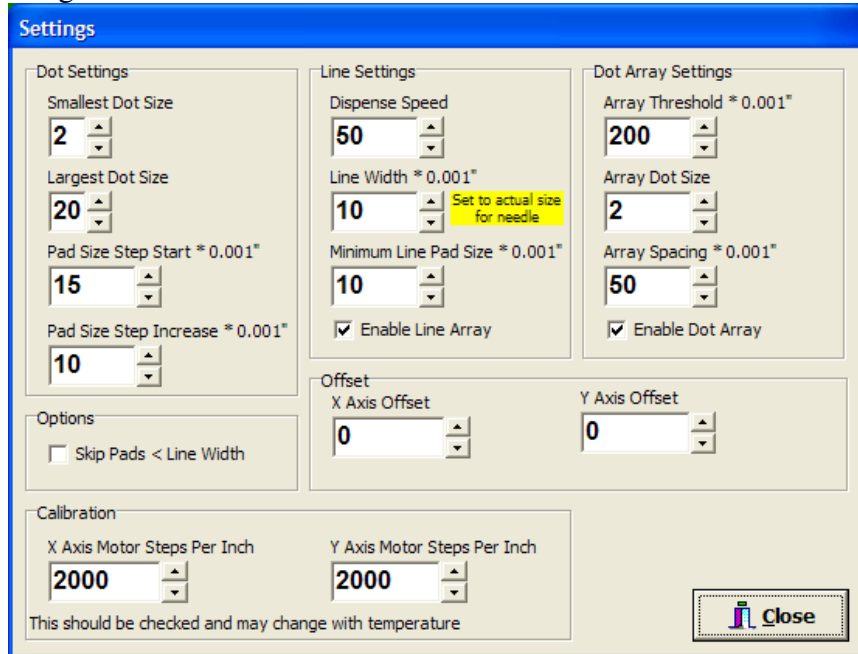 Settings
Dot Settings
Smallest Dot Size
2
Largest Dot Size
20
Pad Size Step Start * 0.001"
15
Pad Size Step Increase * 0.001"
10
Line Settings
Dispense Speed
50
Line Width * 0.001"
10
Set to actual size
for needle
Minimum Line Pad Size * 0.001"
10
Enable Line Array
Dot Array Settings
Array Threshold * 0.001"
200
Array Dot Size
2
Array Spacing * 0.001"
50
Enable Dot Array
Options
Skip Pads < Line Width
Offset
X Axis Offset
0
Y Axis Offset
0
Calibration
X Axis Motor Steps Per Inch
2000
Y Axis Motor Steps Per Inch
2000
This should be checked and may change with temperature
Close